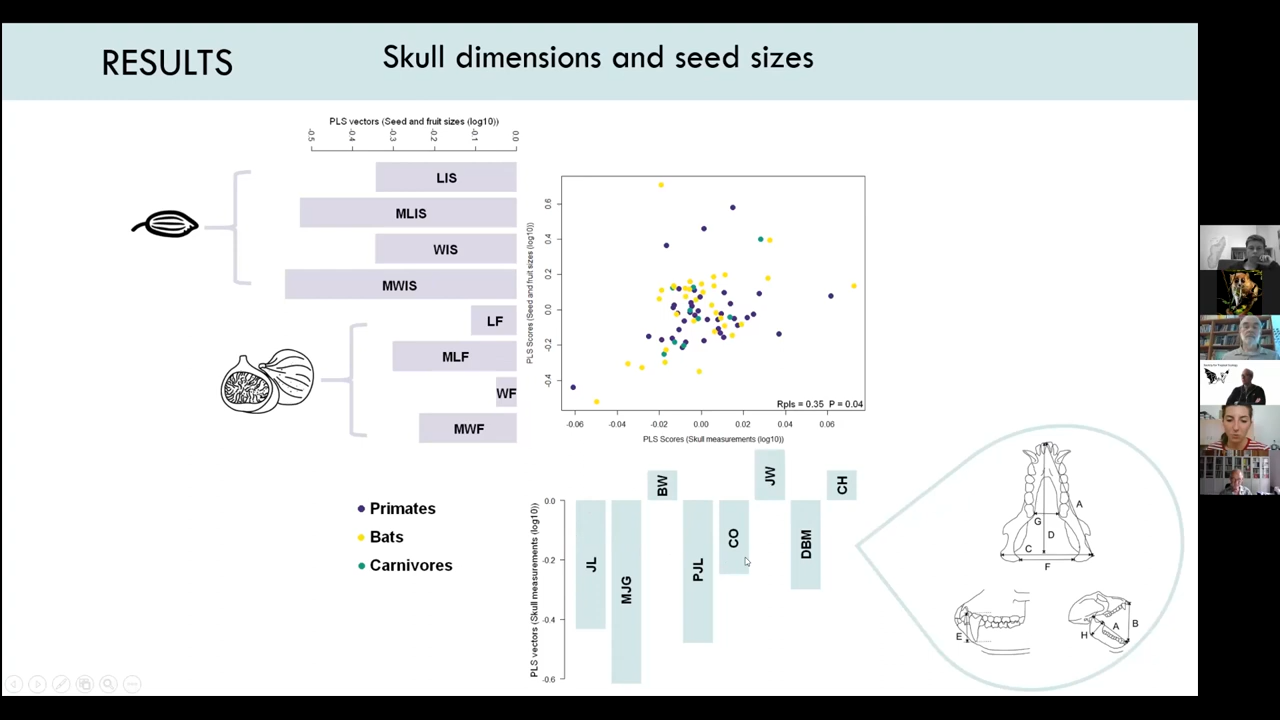 RESULTS
Skull dimensions and seed sizes
PLS vectors (Seed and fruit sizes (log10))
-0.5
-0.4
-0.3
-0.2
-0.1
0.0
LIS
MLIS
WIS
MWIS
LF
MLF
WF
MWF
PLS Scores (Seed and fruit sizes (log10))
0.6
0.4
0.2
0.0
-0.2
-0.4
Rpls = 0.35 P = 0.04
-0.06
-0.04
-0.02
0.00
0.02
0.04
0.06
PLS Scores (Skull measurements (log10))
Primates
Bats
Carnivores
PLS vectors (Skull measurements (log10))
0.0
-0.2
-0.4
-0.6
JL
MJG
BW
PJL
CO
JW
DBM
CH
A
G
D
C
F
E
A
B
H